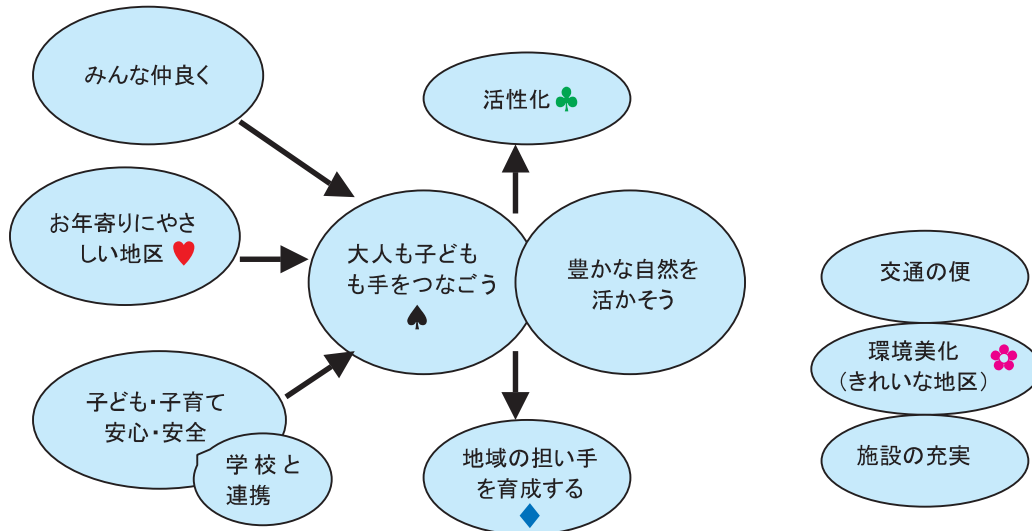 みんな仲良く
活性化
お年寄りにやさ
しい地区
大人も子ども
も手をつなごう
豊かな自然を
活かそう
交通の便
環境美化
（きれいな地区）
子ども・子育て
安心・安全
学校と
連携
地域の担い手
を育成する
施設の充実